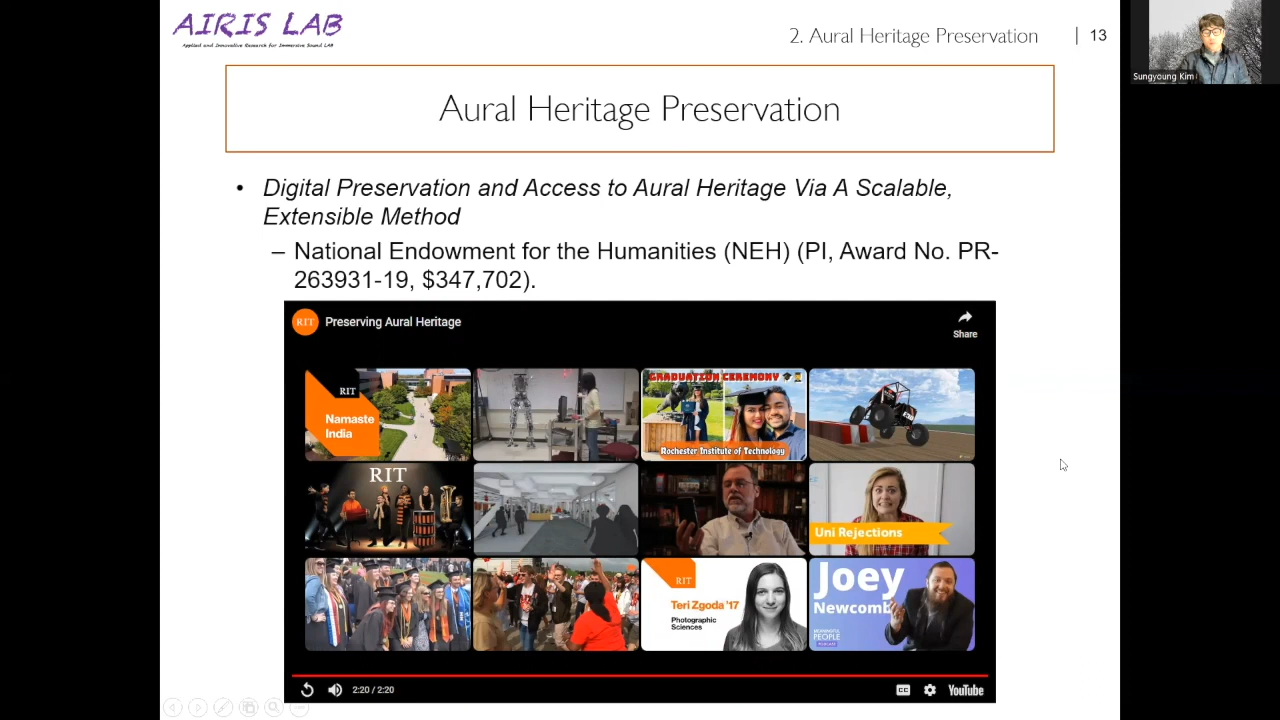 AIRIS LAB
Applied and Innovative Research for Immersive Sound LAB
2. Aural Heritage Preservation
13
Sungyoung Kim
Aural Heritage Preservation
• Digital Preservation and Access to Aural Heritage Via A Scalable,
Extensible Method
– National Endowment for the Humanities (NEH) (PI, Award No. PR-
263931-19, $347,702).
RIT
Preserving Aural Heritage
Share
RIT
Namaste
India
GRADUATION CEREMONY
Rochester Institute of Technology
RIT
Uni Rejections
RIT
Teri Zgoda '17
Photographic
Sciences
Joey
Newcomb
MEANINGFUL
PEOPLE
2:20 / 2:20
CC
YouTube